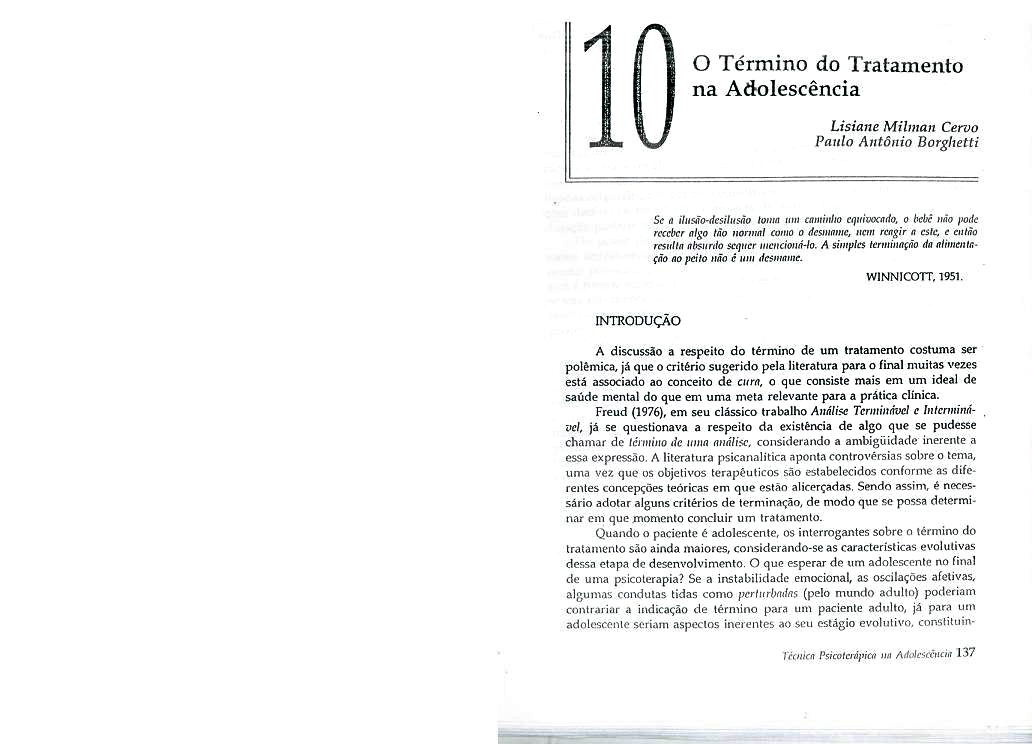 10
O Término do Tratamento
na Adolescência
Lisiane Milman Cervo
Paulo Antônio Borghetti
Se a ilusão-desilusão toma um caminho equivocado, o bebê não pode
receber algo tão normal como o desmame, nem reagir a este, e então
resulta absurdo sequer mencioná-lo. A simples terminação da alimenta-
ção ao peito não é um desmame.
WINNICOTT, 1951.
INTRODUÇÃO
A discussão a respeito do término de um tratamento costuma ser
polêmica, já que o critério sugerido pela literatura para o final muitas vezes
está associado ao conceito de cura, o que consiste mais em um ideal de
saúde mental do que em uma meta relevante para a prática clínica.
Freud (1976), em seu clássico trabalho Análise Terminável e Interminá-
vel, já se questionava a respeito da existência de algo que se pudesse
chamar de término de uma análise, considerando a ambigüidade inerente a
essa expressão. A literatura psicanalítica aponta controvérsias sobre o tema,
uma vez que os objetivos terapêuticos são estabelecidos conforme as dife-
rentes concepções teóricas em que estão alicerçadas. Sendo assim, é neces-
sário adotar alguns critérios de terminação, de modo que se possa determi-
nar em que momento concluir um tratamento.
Quando o paciente é adolescente, os interrogantes sobre o término do
tratamento são ainda maiores, considerando-se as características evolutivas
dessa etapa de desenvolvimento. O que esperar de um adolescente no final
de uma psicoterapia? Se a instabilidade emocional, as oscilações afetivas,
algumas condutas tidas como perturbadas (pelo mundo adulto) poderiam
contrariar a indicação de término para um paciente adulto, já para um
adolescente seriam aspectos inerentes ao seu estágio evolutivo, constituin-
Técnica Psicoterápica na Adolescência 137